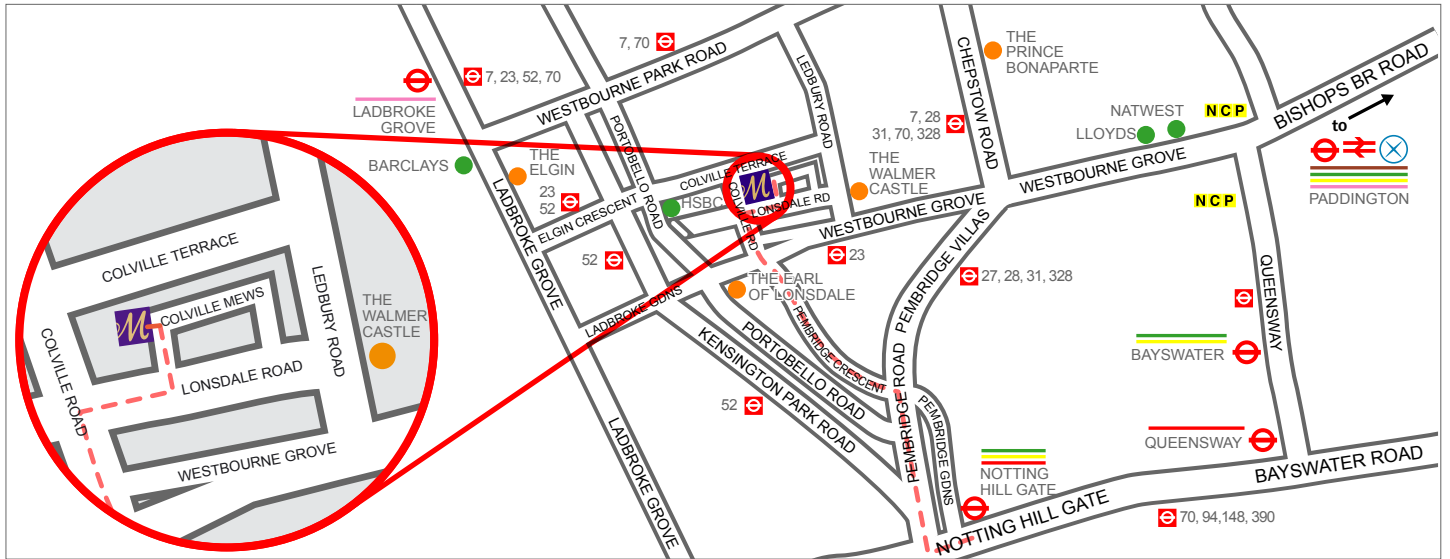 7, 70
7, 23, 52, 70
LADBROKE
GROVE
WESTBOURNE PARK ROAD
LEDBURY ROAD
CHEPSTOW ROAD
THE
PRINCE
BONAPARTE
NCP
BISHOPS BR ROAD
to
PADDINGTON
NATWEST
LLOYDS
7, 28
31, 70, 328
BARCLAYS
THE
ELGIN
23
52
PORTOBELLO ROAD
COLVILLE TERRACE
M
HSBC
COLVILLE RD
LONSDALE RD
THE
WALMER
CASTLE
WESTBOURNE GROVE
WESTBOURNE GROVE
NCP
ELGIN CRESCENT
LADBROKE GROVE
52
23
27, 28, 31, 328
PEMBRIDGE VILLAS
THE EARL
OF LONSDALE
LADBROKE GDNS
QUEENSWAY
BAYSWATER
PEMBRIDGE CRESCENT
PORTOBELLO ROAD
KENSINGTON PARK ROAD
PEMBRIDGE ROAD
PEMBRIDGE GDNS
52
LADBROKE GROVE
QUEENSWAY
NOTTING
HILL GATE
BAYSWATER ROAD
NOTTING HILL GATE
70, 94,148, 390
COLVILLE TERRACE
COLVILLE MEWS
M
LEDBURY ROAD
THE
WALMER
CASTLE
COLVILLE ROAD
LONSDALE ROAD
WESTBOURNE GROVE